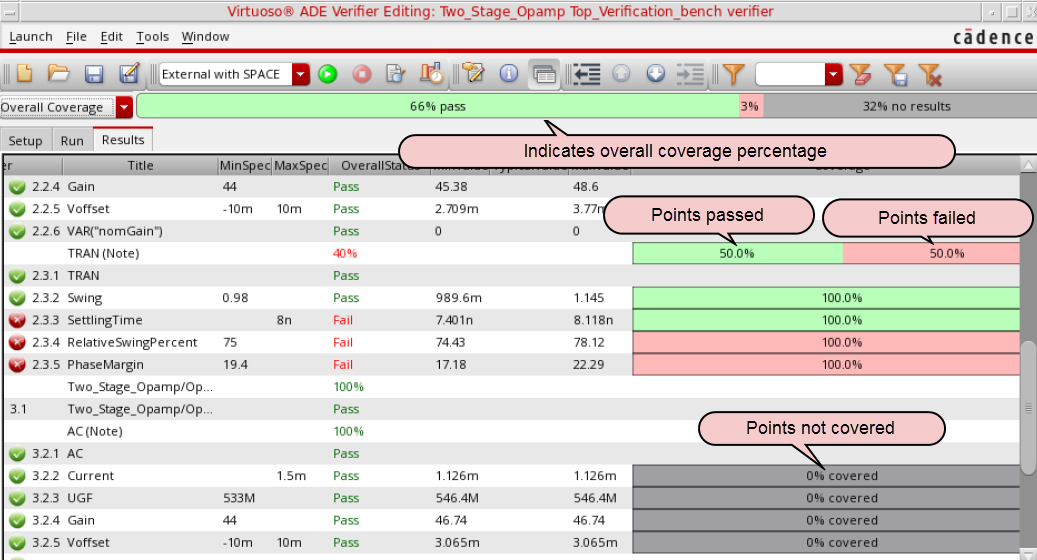 Virtuoso® ADE Verifier Editing: Two_Stage_Opamp Top_Verification_bench verifier
Launch File Edit Tools Window cādence
External with SPACE
Overall Coverage 66% pass 3% 32% no results
Setup Run Results
Indicates overall coverage percentage
er Title MinSpec MaxSpec OverallStatus
2.2.4 Gain 44 Pass 45.38 48.6
2.2.5 Voffset -10m 10m Pass 2.709m 3.77m
Points passed Points failed
2.2.6 VAR("nomGain") Pass 0 0
TRAN (Note) 40% 50.0% 50.0%
2.3.1 TRAN Pass
2.3.2 Swing 0.98 Pass 989.6m 1.145 100.0%
2.3.3 SettlingTime 8n Fail 7.401n 8.118n 100.0%
2.3.4 RelativeSwingPercent 75 Fail 74.43 78.12 100.0%
2.3.5 PhaseMargin 19.4 Fail 17.18 22.29 100.0%
Two_Stage_Opamp/Op... 100%
3.1 Two_Stage_Opamp/Op... Pass
AC (Note) 100%
Points not covered
3.2.1 AC Pass
3.2.2 Current 1.5m Pass 1.126m 1.126m 0% covered
3.2.3 UGF 533M Pass 546.4M 546.4M 0% covered
3.2.4 Gain 44 Pass 46.74 46.74 0% covered
3.2.5 Voffset -10m 10m Pass 3.065m 3.065m 0% covered